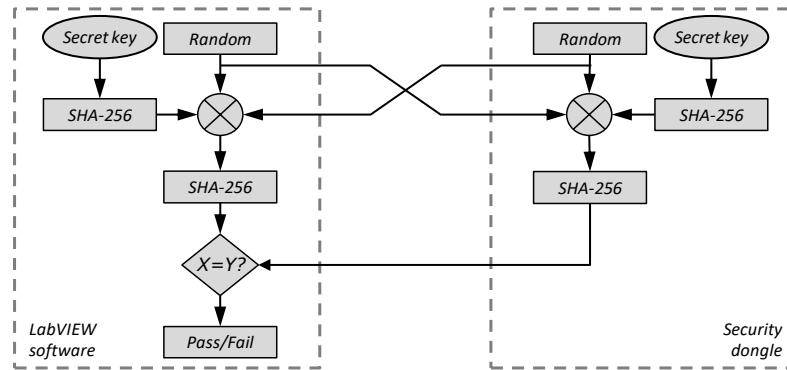 Secret key
Random
Random
Secret key
SHA-256
SHA-256
SHA-256
SHA-256
X=Y?
LabVIEW
software
Pass/Fail
Security
dongle